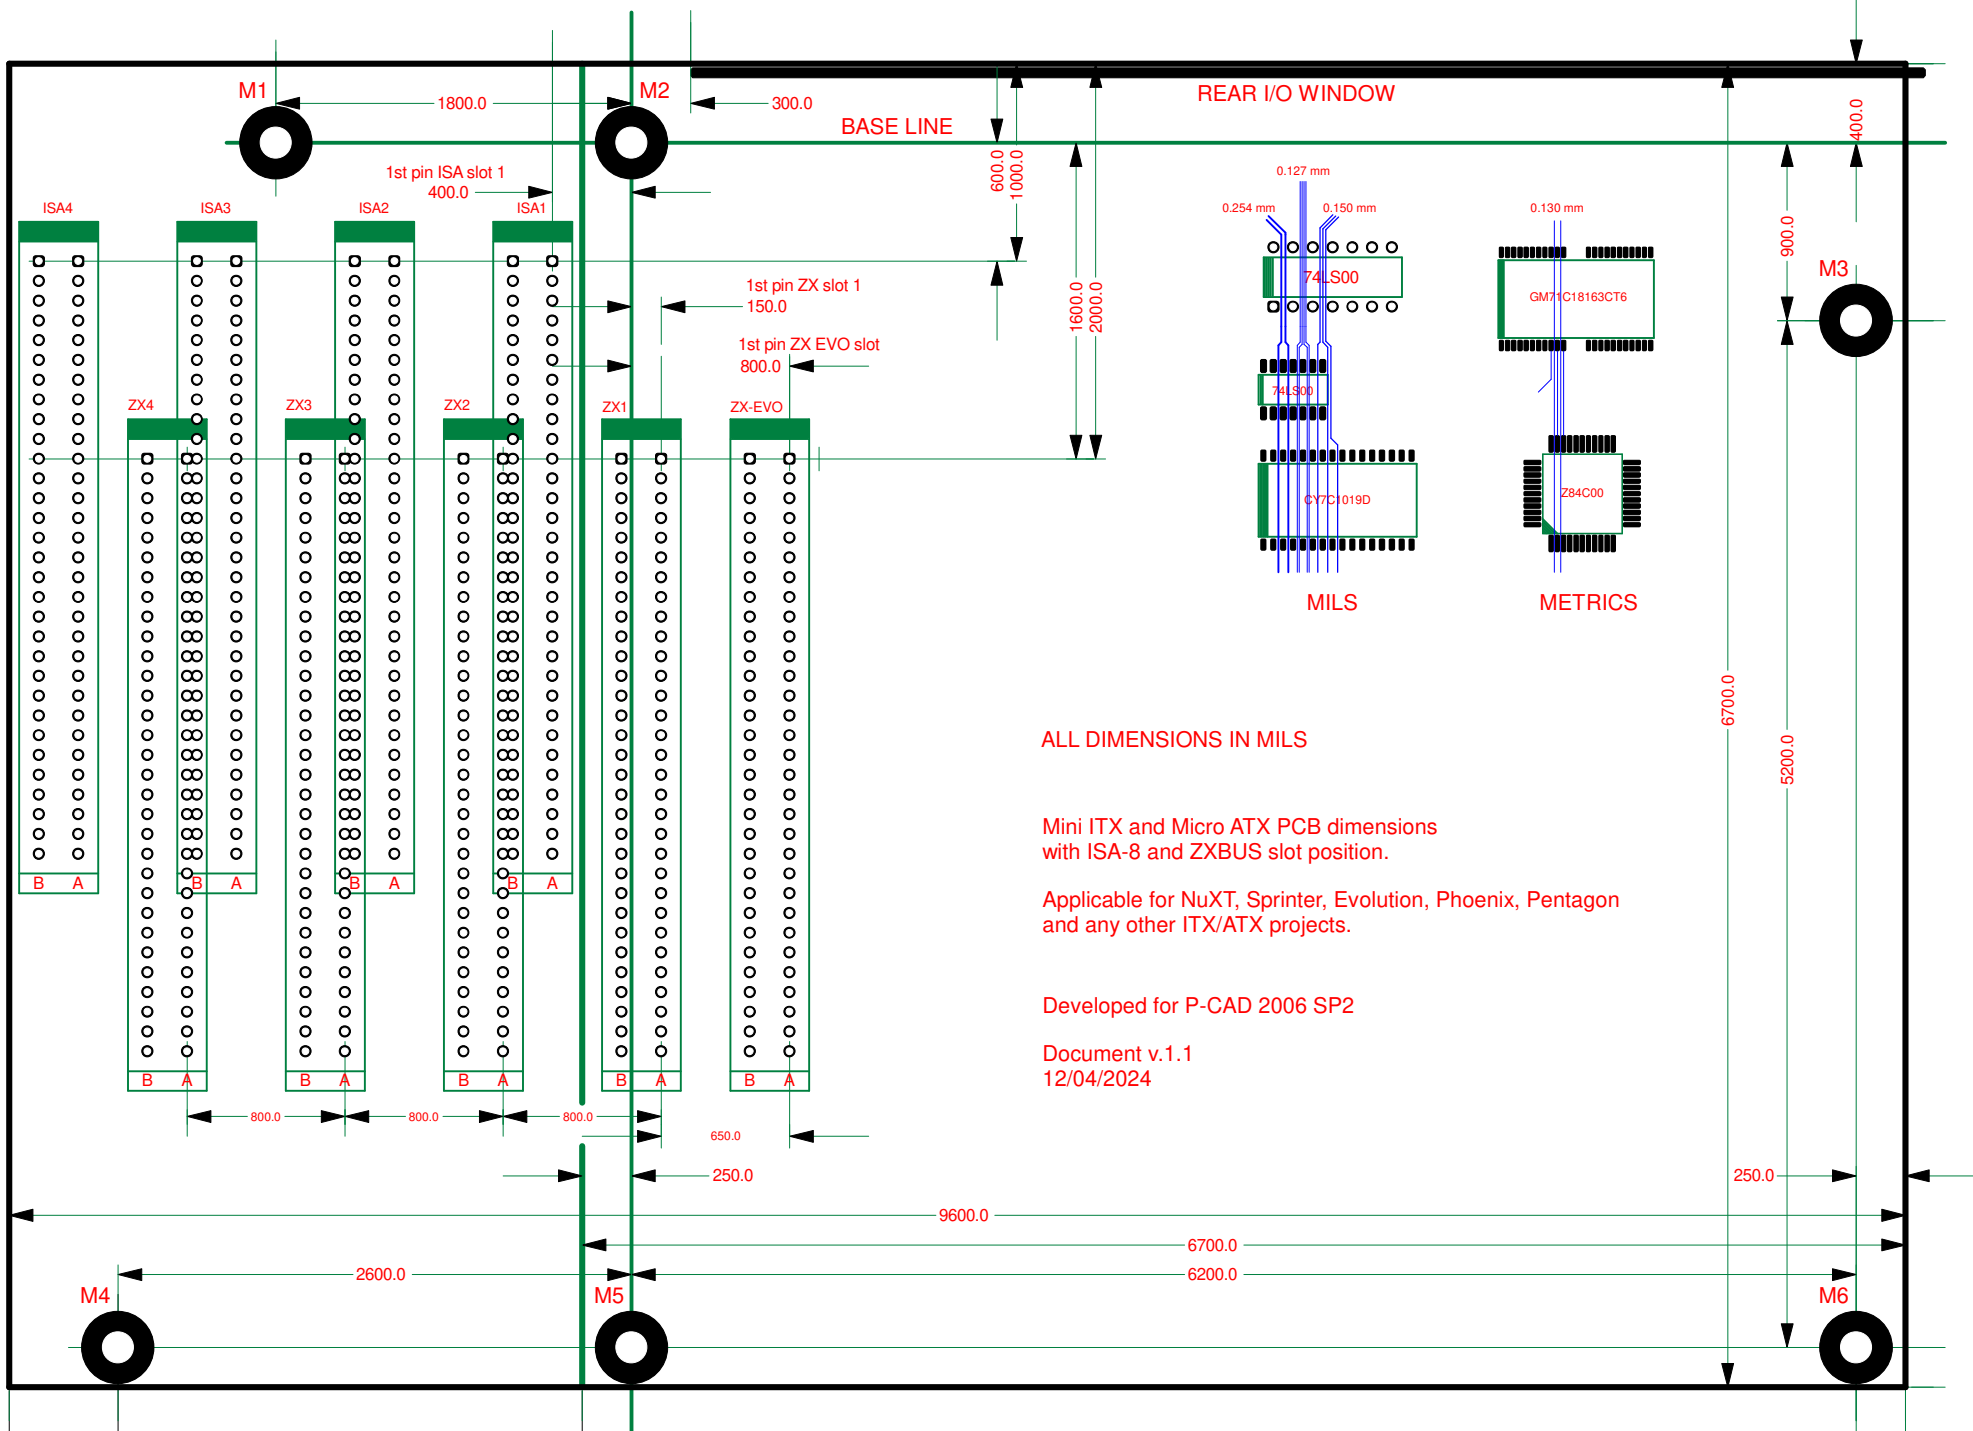 M1
M2
1800.0
300.0
REAR I/O WINDOW
BASE LINE
400.0
600.0
1000.0
1st pin ISA slot 1
400.0
0.127 mm
0.254 mm
0.150 mm
0.130 mm
ISA4
ISA3
ISA2
ISA1
900.0
M3
74LS00
GM71C18163CT6
1st pin ZX slot 1
150.0
1600.0
2000.0
1st pin ZX EVO slot
800.0
74LS00
ZX4
ZX3
ZX2
ZX1
ZX-EVO
CY7C1019D
Z84C00
MILS
METRICS
6700.0
5200.0
ALL DIMENSIONS IN MILS
Mini ITX and Micro ATX PCB dimensions
with ISA-8 and ZXBUS slot position.
B A B A B A B A
Applicable for NuXT, Sprinter, Evolution, Phoenix, Pentagon
and any other ITX/ATX projects.
Developed for P-CAD 2006 SP2
Document v.1.1
12/04/2024
B A B A B A B A B A
800.0
800.0
800.0
650.0
250.0
250.0
9600.0
6700.0
2600.0
6200.0
M4
M5
M6